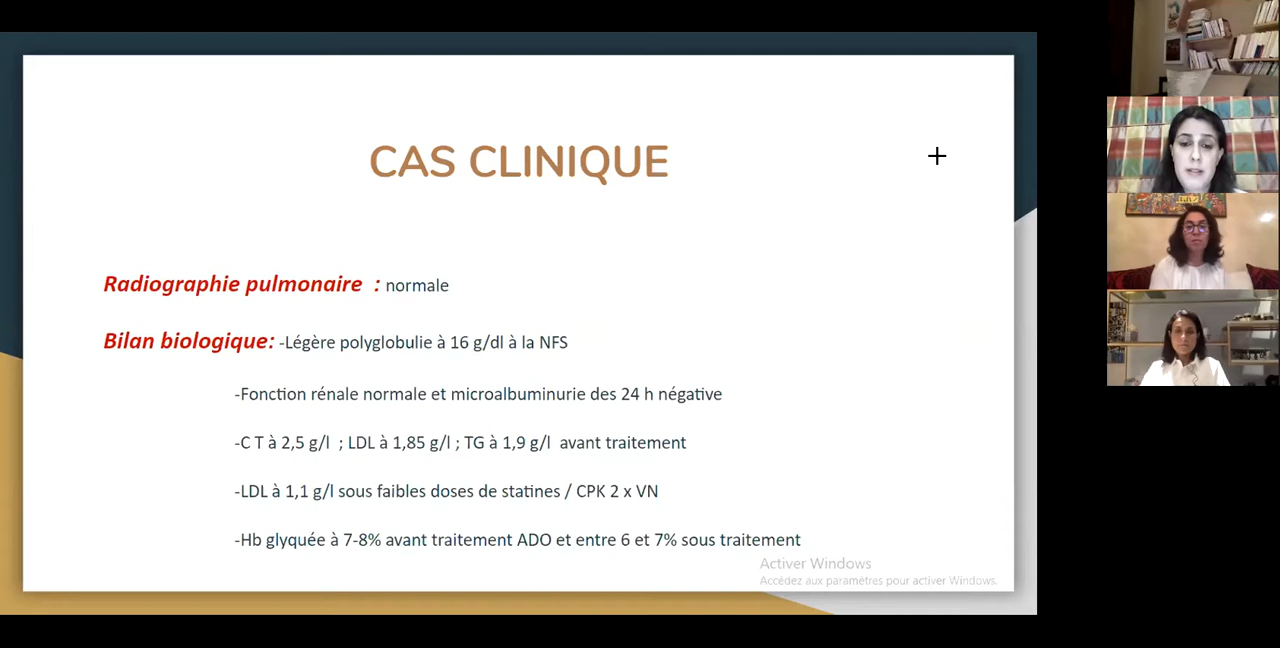 CAS CLINIQUE
Radiographie pulmonaire : normale
Bilan biologique: -Légère polyglobulie à 16 g/dl à la NFS
-Fonction rénale normale et microalbuminurie des 24 h négative
-C T à 2,5 g/l ; LDL à 1,85 g/l ; TG à 1,9 g/l avant traitement
-LDL à 1,1 g/l sous faibles doses de statines / CPK 2 x VN
-Hb glyquée à 7-8% avant traitement ADO et entre 6 et 7% sous traitement
Activer Windows
Accédez aux paramètres pour activer Windows.